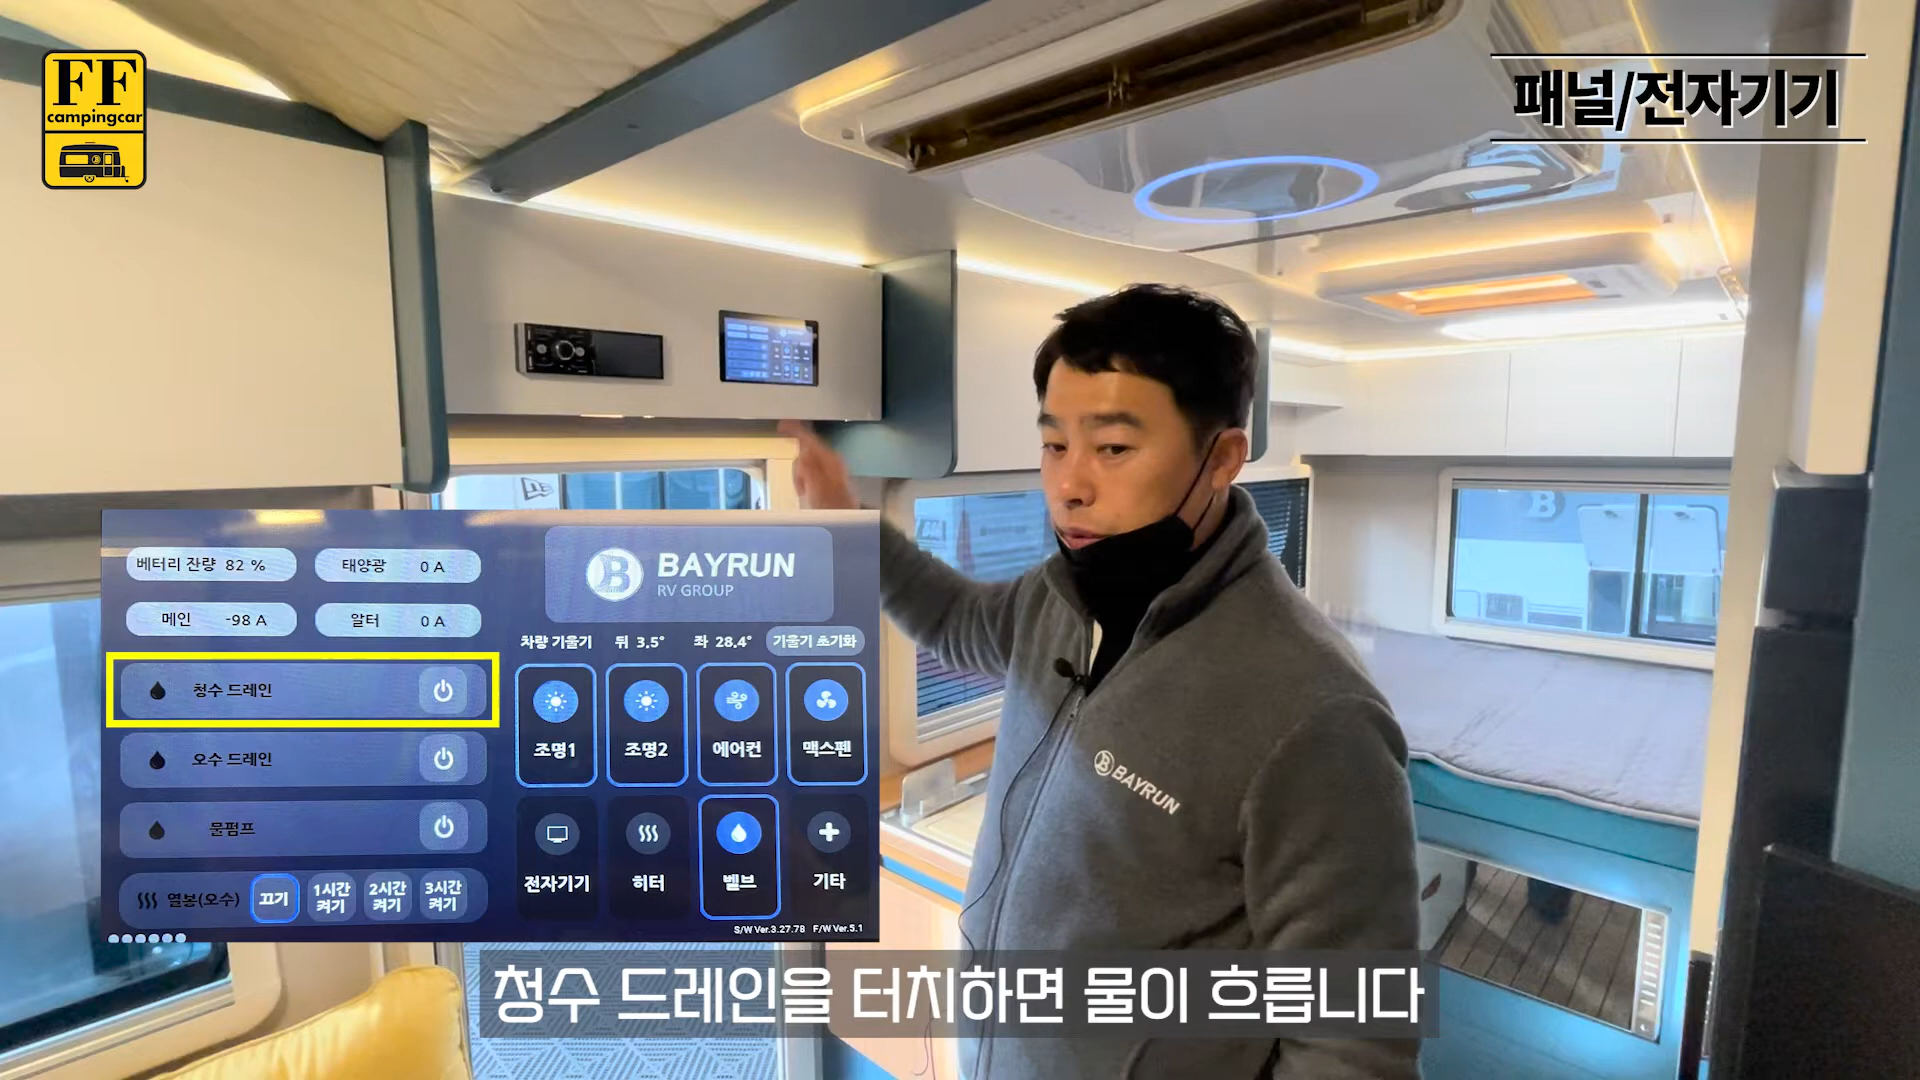 FF
campingcar
패널/전자기기
베터리 잔량 82 %
태양광 0 A
메인 -98 A
알터 0 A
BAYRUN
RV GROUP
차량 기울기 뒤 3.5° 좌 28.4° 기울기 초기화
청수 드레인
오수 드레인
물펌프
열봉(오수) 끄기 1시간 켜기 2시간 켜기 3시간 켜기
조명1 조명2 에어컨 맥스펜
전자기기 히터 벨브 기타
S/W Ver.3.27.78 F/W Ver.5.1
BAYRUN
청수 드레인을 터치하면 물이 흐릅니다